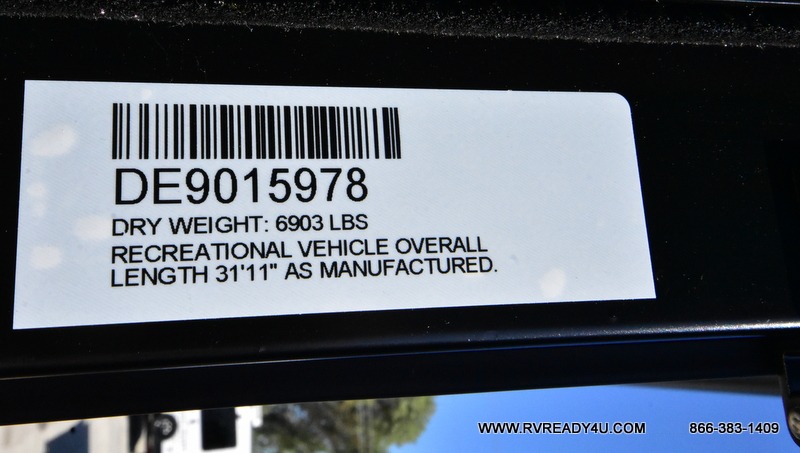 DE9015978
DRY WEIGHT: 6903 LBS
RECREATIONAL VEHICLE OVERALL
LENGTH 31'11" AS MANUFACTURED.
WWW.RVREADY4U.COM 866-383-1409